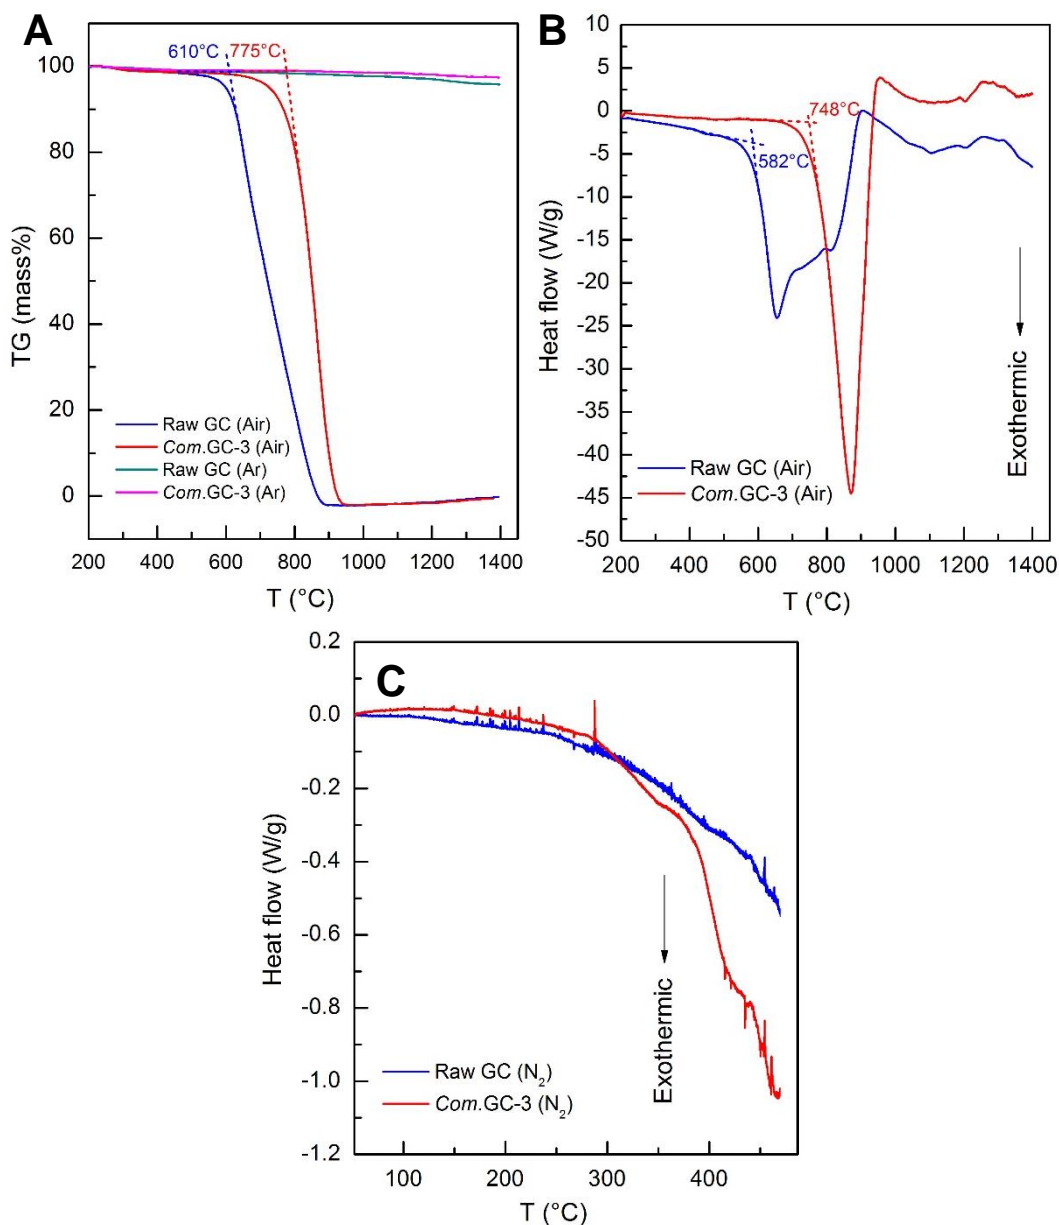 A
610°C 775°C
100
80
60
40
20
0
TG (mass%)
Raw GC (Air)
Com.GC-3 (Air)
Raw GC (Ar)
Com.GC-3 (Ar)
200 400 600 800 1000 1200 1400
T (°C)
B
10
5
0
-5
-10
-15
-20
-25
-30
-35
-40
-45
-50
Heat flow (W/g)
748°C
582°C
Exothermic
Raw GC (Air)
Com.GC-3 (Air)
200 400 600 800 1000 1200 1400
T (°C)
C
0.2
0.0
-0.2
-0.4
-0.6
-0.8
-1.0
-1.2
Heat flow (W/g)
Exothermic
Raw GC (N₂)
Com.GC-3 (N₂)
100 200 300 400
T (°C)